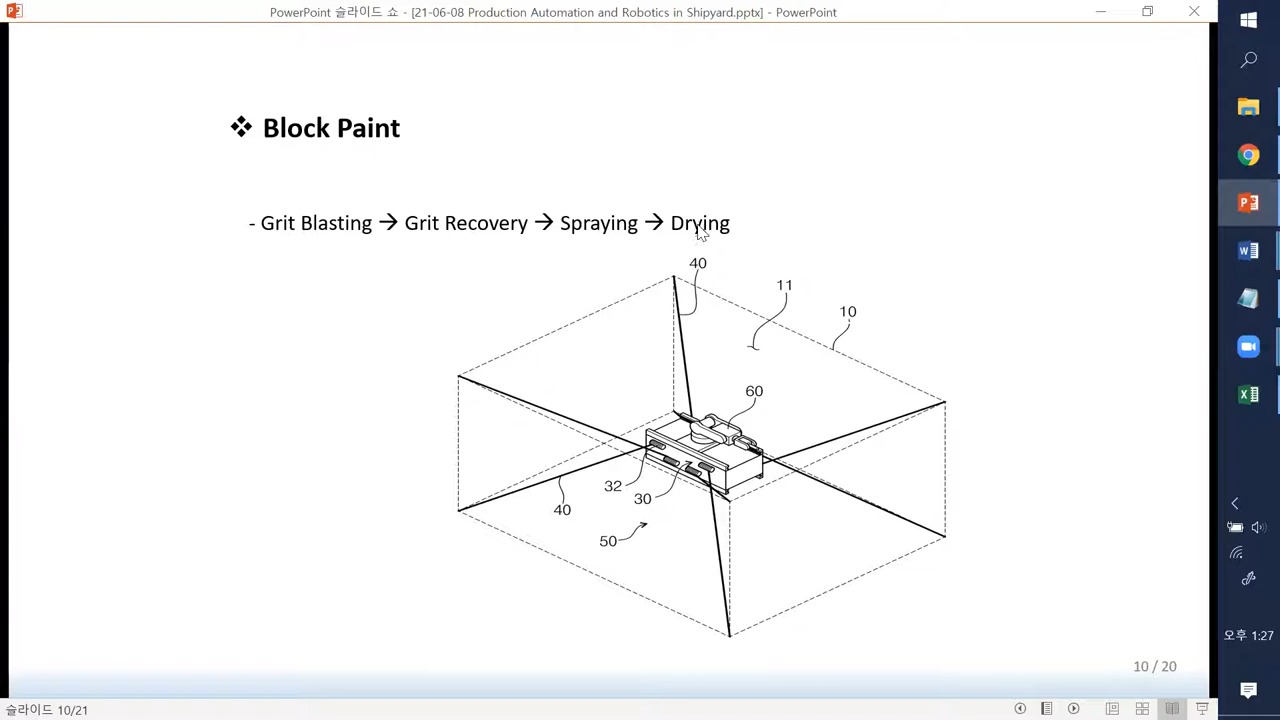 PowerPoint 슬라이드 쇼 - [21-06-08 Production Automation and Robotics in Shipyard.pptx] - PowerPoint
❖ Block Paint
- Grit Blasting → Grit Recovery → Spraying → Drying
40
11
10
60
32
30
40
50
오후 1:27
10 / 20
슬라이드 10/21